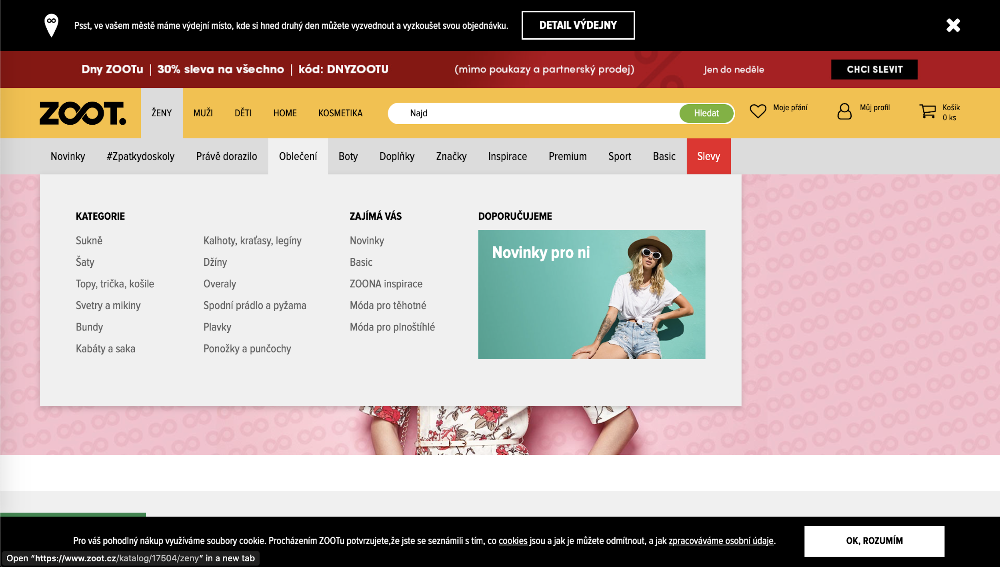 Psst, ve vašem městě máme výdejní místo, kde si hned druhý den můžete vyzvednout a vyzkoušet svou objednávku.
DETAIL VÝDEJNY
Dny ZOOTu | 30% sleva na všechno | kód: DNYZOOTU
(mimo poukazy a partnerský prodej)
Jen do neděle
CHCI SLEVIT
ZOOT.
ŽENY
MUŽI
DĚTI
HOME
KOSMETIKA
Najd
Hledat
Moje přání
Můj profil
Košík
0 ks
Novinky
#Zpatkydoskoly
Právě dorazilo
Oblečení
Boty
Doplňky
Značky
Inspirace
Premium
Sport
Basic
Slevy
KATEGORIE
Sukně
Šaty
Topy, trička, košile
Svetry a mikiny
Bundy
Kabáty a saka
Kalhoty, kraťasy, legíny
Džíny
Overaly
Spodní prádlo a pyžama
Plavky
Ponožky a punčochy
ZAJÍMÁ VÁS
Novinky
Basic
ZOONA inspirace
Móda pro těhotné
Móda pro plnoštíhlé
DOPORUČUJEME
Novinky pro ni
Pro váš pohodlný nákup využíváme soubory cookie. Procházením ZOOTu potvrzujete,že jste se seznámili s tím, co cookies jsou a jak je můžete odmítnout, a jak zpracováváme osobní údaje.
OK, ROZUMÍM
Open “https://www.zoot.cz/katalog/17504/zeny” in a new tab